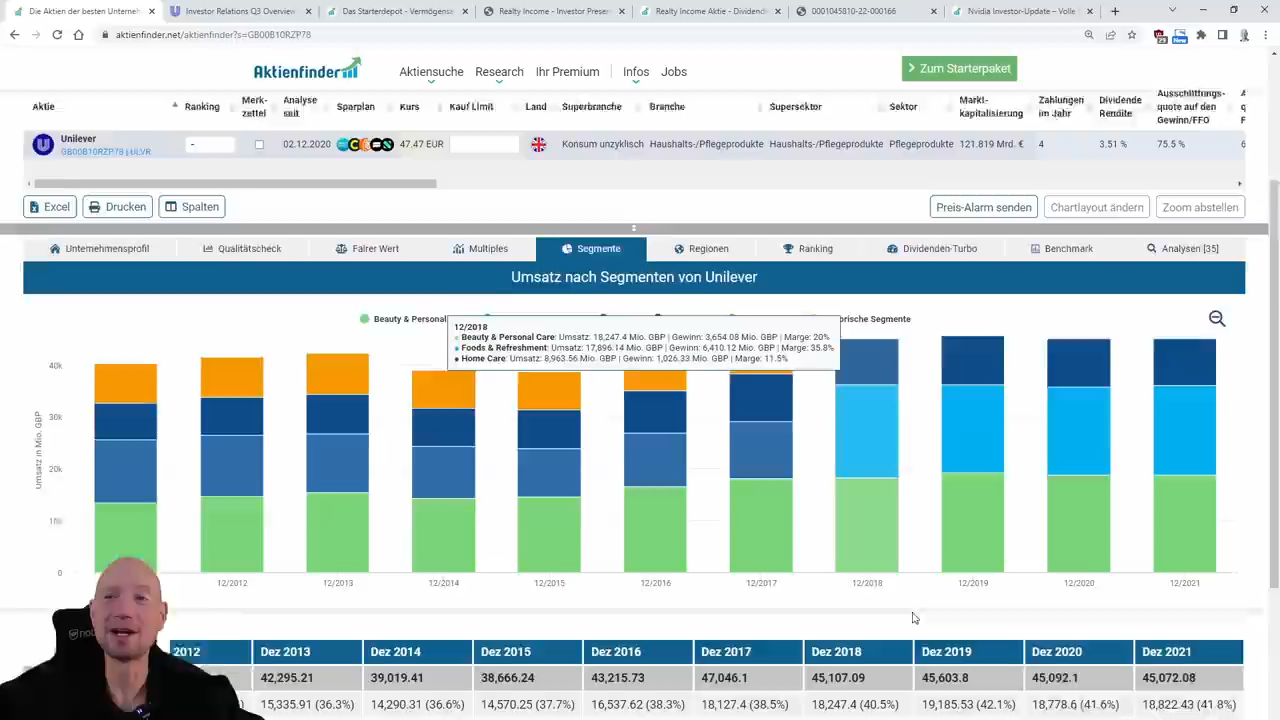 Die Aktien der besten Unterneh
Investor Relations Q3 Overview
Das Starterdepot - Vermögense
Realty Income - Investor Presen
Realty Income Aktie - Dividend
0001045810-22-000166
Nvidia Investor-Update – Volle
aktienfinder.net/aktienfinder?s=GB00B10RZP78
Aktienfinder
Aktiensuche
Research
Ihr Premium
Infos
Jobs
Zum Starterpaket
Aktie
Ranking
Merk-
zettel
Analyse
seit
Sparplan
Kurs
Kauf Limit
Land
Superbranche
Branche
Supersektor
Sektor
Markt-
kapitalisierung
Zahlungen
im Jahr
Dividende
Rendite
Ausschüttungs-
quote auf den
Gewinn/FFO
Unilever
GB00B10RZP78 | ULVR
-
02.12.2020
47.47 EUR
Konsum unzyklisch
Haushalts-/Pflegeprodukte
Haushalts-/Pflegeprodukte
Pflegeprodukte
121.819 Mrd. €
4
3.51 %
75.5 %
Excel
Drucken
Spalten
Preis-Alarm senden
Chartlayout ändern
Zoom abstellen
Unternehmensprofil
Qualitätscheck
Fairer Wert
Multiples
Segmente
Regionen
Ranking
Dividenden-Turbo
Benchmark
Analysen [35]
Umsatz nach Segmenten von Unilever
Beauty & Personal
orische Segmente
12/2018
Beauty & Personal Care: Umsatz: 18,247.4 Mio. GBP | Gewinn: 3,654.08 Mio. GBP | Marge: 20%
Foods & Refreshment: Umsatz: 17,896.14 Mio. GBP | Gewinn: 6,410.12 Mio. GBP | Marge: 35.8%
Home Care: Umsatz: 8,963.56 Mio. GBP | Gewinn: 1,026.33 Mio. GBP | Marge: 11.5%
Umsatz in Mio. GBP
40k
30k
20k
10k
0
12/2012
12/2013
12/2014
12/2015
12/2016
12/2017
12/2018
12/2019
12/2020
12/2021
2012
Dez 2013
Dez 2014
Dez 2015
Dez 2016
Dez 2017
Dez 2018
Dez 2019
Dez 2020
Dez 2021
42,295.21
39,019.41
38,666.24
43,215.73
47,046.1
45,107.09
45,603.8
45,092.1
45,072.08
15,335.91 (36.3%)
14,290.31 (36.6%)
14,570.25 (37.7%)
16,537.62 (38.3%)
18,127.4 (38.5%)
18,247.4 (40.5%)
19,185.53 (42.1%)
18,778.6 (41.6%)
18,822.43 (41.8%)